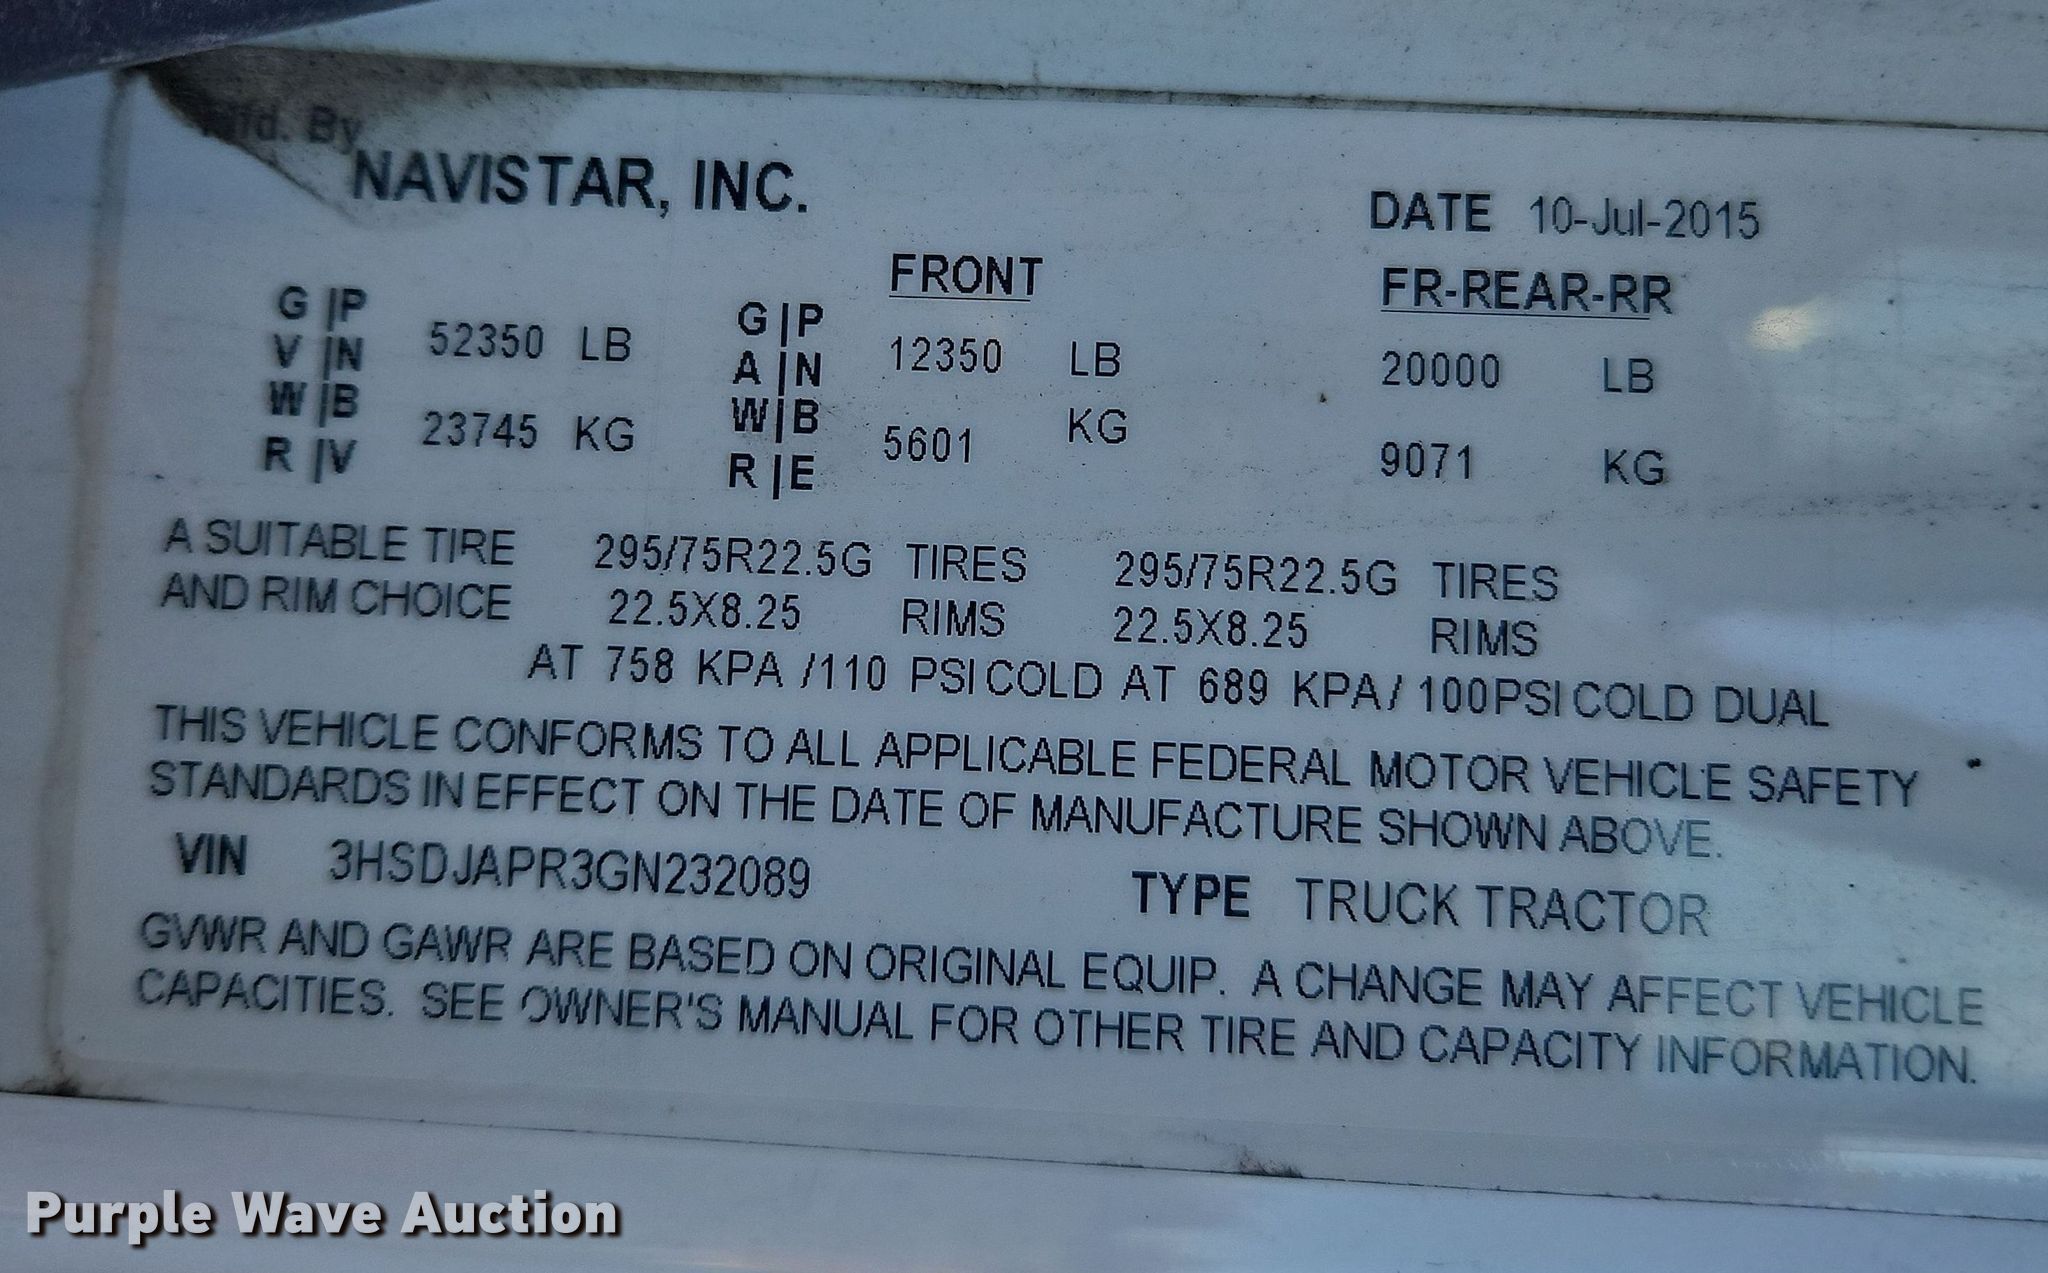 Mfd. By
NAVISTAR, INC.
DATE 10-Jul-2015
FRONT FR-REAR-RR
G|P G|P
V|N 52350 LB A|N 12350 LB 20000 LB
W|B W|B
R|V 23745 KG R|E 5601 KG 9071 KG
A SUITABLE TIRE 295/75R22.5G TIRES 295/75R22.5G TIRES
AND RIM CHOICE 22.5X8.25 RIMS 22.5X8.25 RIMS
AT 758 KPA /110 PSI COLD AT 689 KPA/ 100PSI COLD DUAL
THIS VEHICLE CONFORMS TO ALL APPLICABLE FEDERAL MOTOR VEHICLE SAFETY
STANDARDS IN EFFECT ON THE DATE OF MANUFACTURE SHOWN ABOVE.
VIN 3HSDJAPR3GN232089 TYPE TRUCK TRACTOR
GVWR AND GAWR ARE BASED ON ORIGINAL EQUIP. A CHANGE MAY AFFECT VEHICLE
CAPACITIES. SEE OWNER'S MANUAL FOR OTHER TIRE AND CAPACITY INFORMATION.
Purple Wave Auction